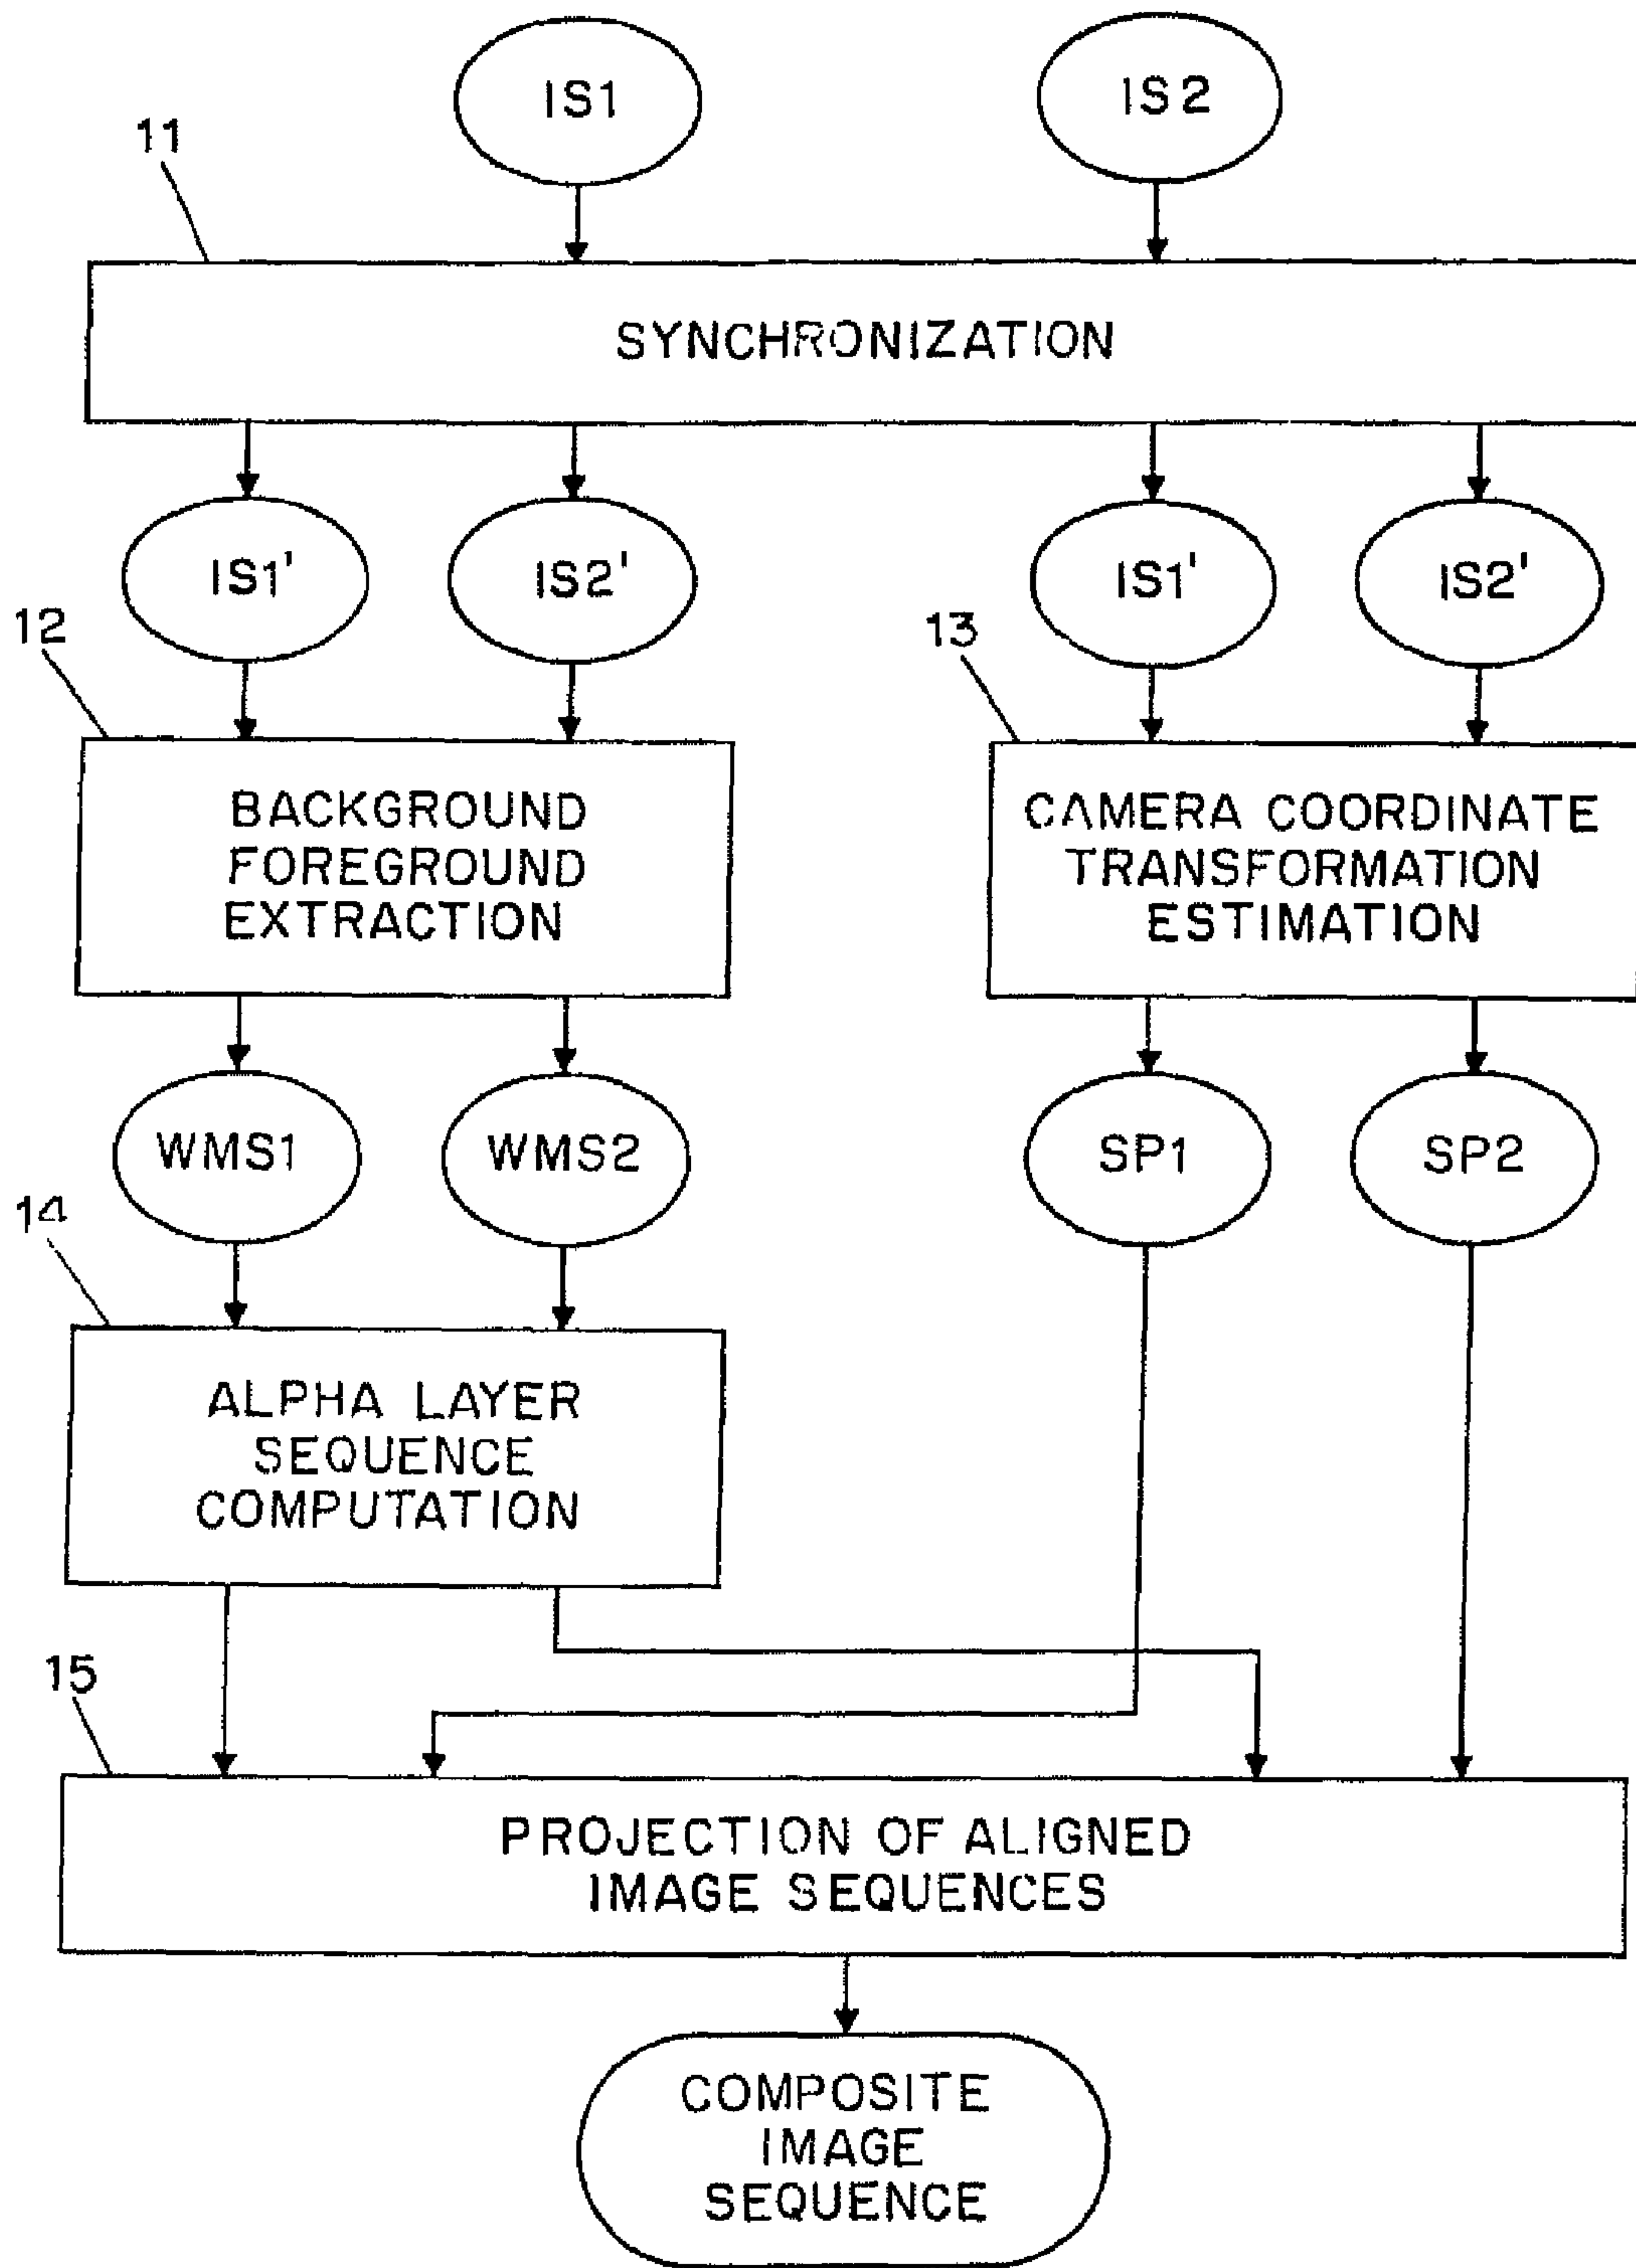 IS1
IS2
11
SYNCHRONIZATION
IS1'
IS2'
IS1'
IS2'
12
13
BACKGROUND
FOREGROUND
EXTRACTION
CAMERA COORDINATE
TRANSFORMATION
ESTIMATION
WMS1
WMS2
SP1
SP2
14
ALPHA LAYER
SEQUENCE
COMPUTATION
15
PROJECTION OF ALIGNED
IMAGE SEQUENCES
COMPOSITE
IMAGE
SEQUENCE